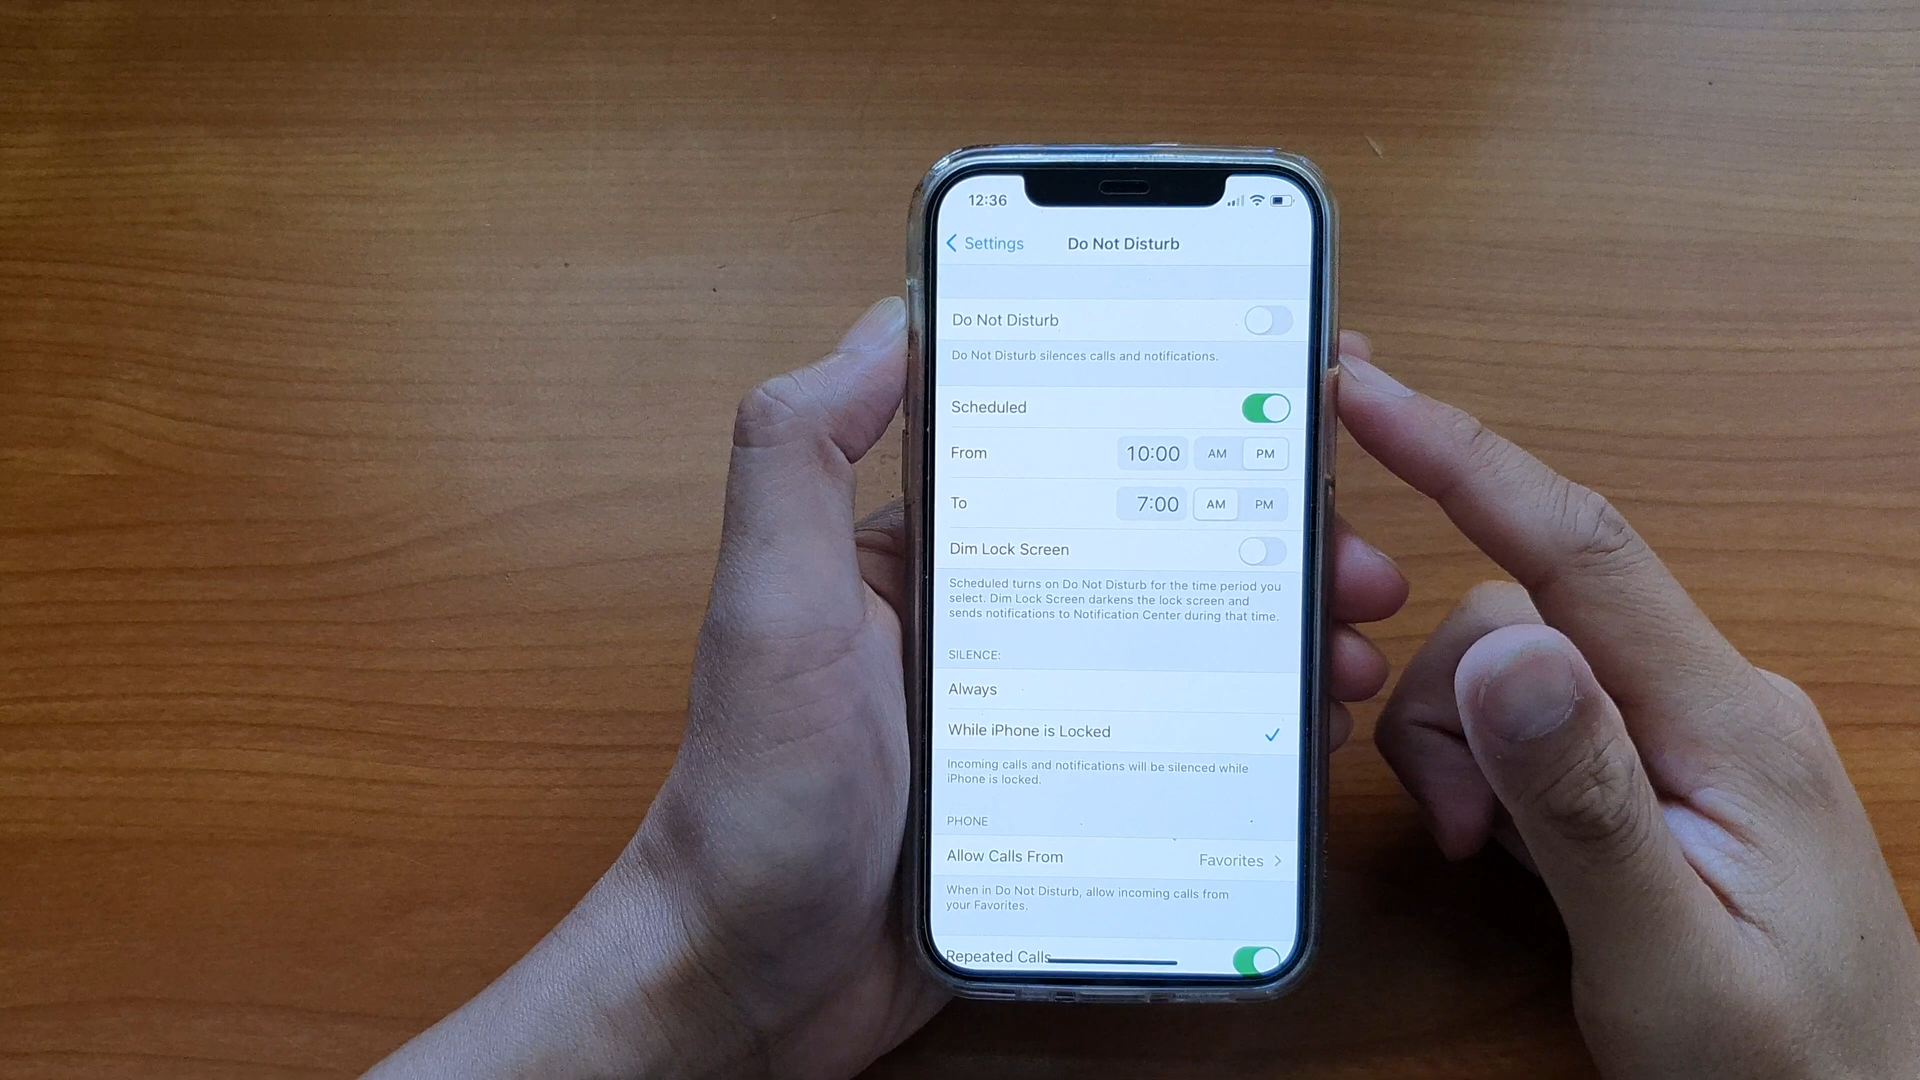 12:36
Settings
Do Not Disturb
Do Not Disturb
Do Not Disturb silences calls and notifications.
Scheduled
From 10:00 AM PM
To 7:00 AM PM
Dim Lock Screen
Scheduled turns on Do Not Disturb for the time period you
select. Dim Lock Screen darkens the lock screen and
sends notifications to Notification Center during that time.
SILENCE:
Always
While iPhone is Locked
Incoming calls and notifications will be silenced while
iPhone is locked.
PHONE
Allow Calls From Favorites
When in Do Not Disturb, allow incoming calls from
your Favorites.
Repeated Calls